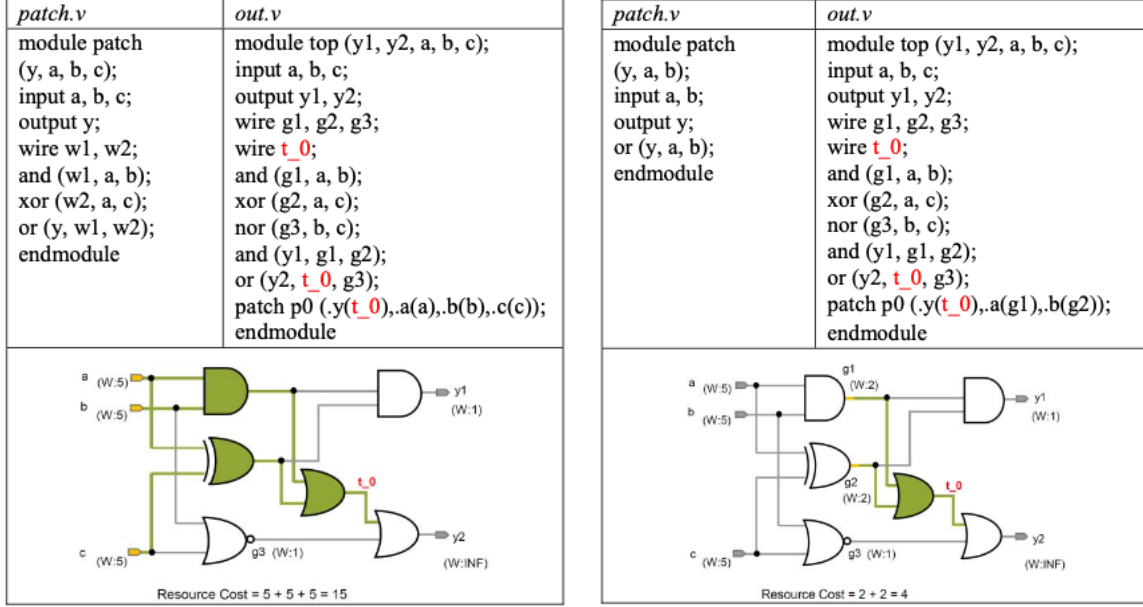 patch.v
out.v
module patch
(y, a, b, c);
input a, b, c;
output y;
wire w1, w2;
and (w1, a, b);
xor (w2, a, c);
or (y, w1, w2);
endmodule
module top (y1, y2, a, b, c);
input a, b, c;
output y1, y2;
wire g1, g2, g3;
wire t_0;
and (g1, a, b);
xor (g2, a, c);
nor (g3, b, c);
and (y1, g1, g2);
or (y2, t_0, g3);
patch p0 (.y(t_0),.a(a),.b(b),.c(c));
endmodule
a (W:5)
b (W:5)
y1
(W:1)
t_0
c (W:5)
g3 (W:1)
y2
(W:INF)
Resource Cost = 5 + 5 + 5 = 15
patch.v
out.v
module patch
(y, a, b);
input a, b;
output y;
or (y, a, b);
endmodule
module top (y1, y2, a, b, c);
input a, b, c;
output y1, y2;
wire g1, g2, g3;
wire t_0;
and (g1, a, b);
xor (g2, a, c);
nor (g3, b, c);
and (y1, g1, g2);
or (y2, t_0, g3);
patch p0 (.y(t_0),.a(g1),.b(g2));
endmodule
g1
(W:2)
a (W:5)
b (W:5)
y1
(W:1)
g2
(W:2)
t_0
c (W:5)
g3 (W:1)
y2
(W:INF)
Resource Cost = 2 + 2 = 4